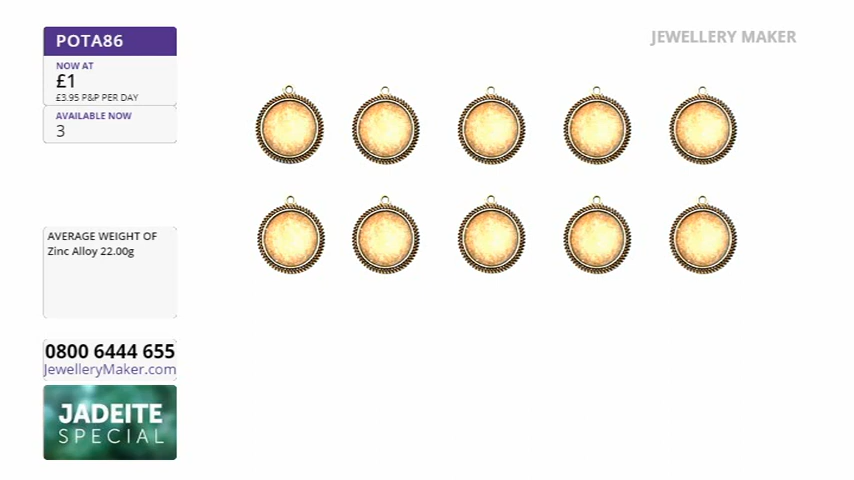 POTA86
JEWELLERY MAKER
NOW AT
£1
£3.95 P&P PER DAY
AVAILABLE NOW
3
AVERAGE WEIGHT OF
Zinc Alloy 22.00g
0800 6444 655
JewelleryMaker.com
JADEITE
SPECIAL